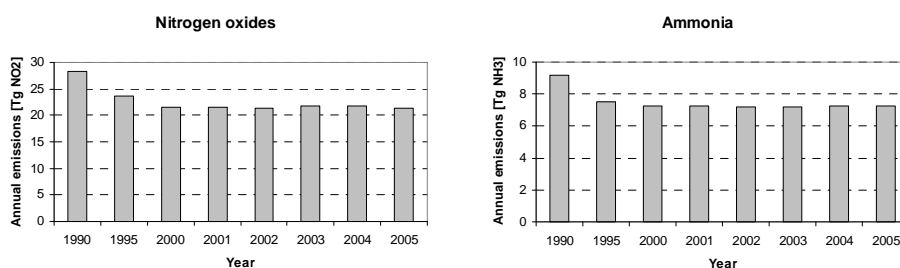 Nitrogen oxides
Annual emissions [Tg NO2]
30
25
20
15
10
5
0
1990 1995 2000 2001 2002 2003 2004 2005
Year
Ammonia
Annual emissions [Tg NH3]
10
8
6
4
2
0
1990 1995 2000 2001 2002 2003 2004 2005
Year